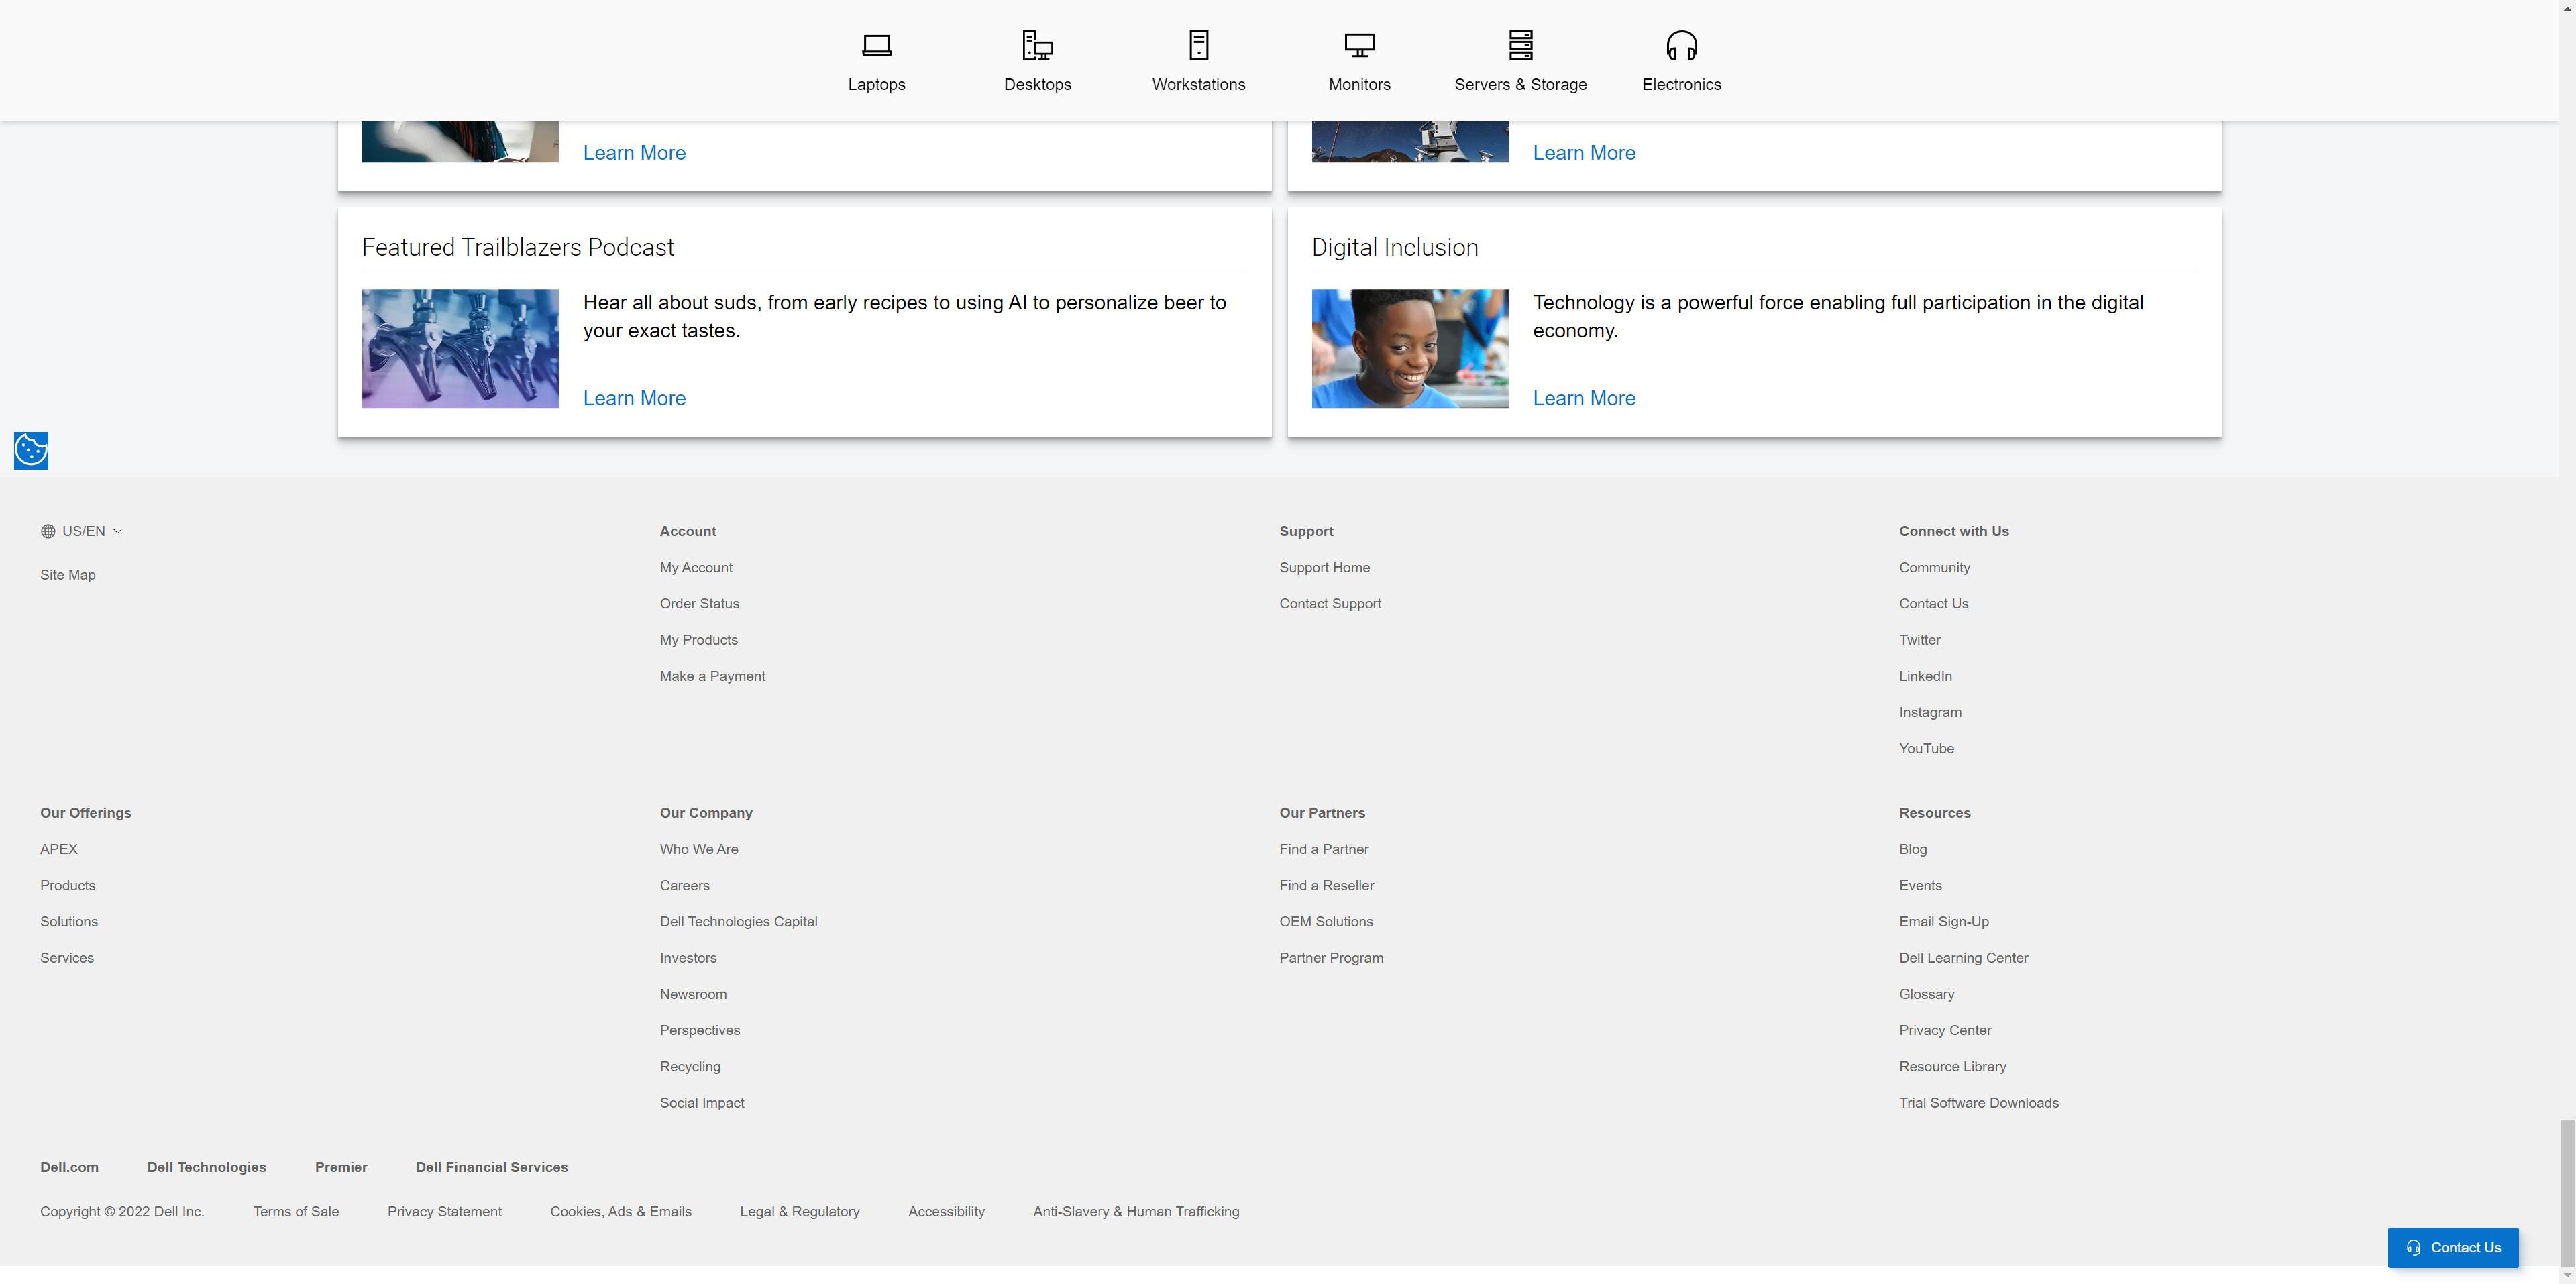 Laptops
Desktops
Workstations
Monitors
Servers & Storage
Electronics
Learn More
Learn More
Featured Trailblazers Podcast
Hear all about suds, from early recipes to using AI to personalize beer to
your exact tastes.
Learn More
Digital Inclusion
Technology is a powerful force enabling full participation in the digital
economy.
Learn More
US/EN
Site Map
Account
My Account
Order Status
My Products
Make a Payment
Support
Support Home
Contact Support
Connect with Us
Community
Contact Us
Twitter
LinkedIn
Instagram
YouTube
Our Offerings
APEX
Products
Solutions
Services
Our Company
Who We Are
Careers
Dell Technologies Capital
Investors
Newsroom
Perspectives
Recycling
Social Impact
Our Partners
Find a Partner
Find a Reseller
OEM Solutions
Partner Program
Resources
Blog
Events
Email Sign-Up
Dell Learning Center
Glossary
Privacy Center
Resource Library
Trial Software Downloads
Dell.com
Dell Technologies
Premier
Dell Financial Services
Copyright © 2022 Dell Inc.
Terms of Sale
Privacy Statement
Cookies, Ads & Emails
Legal & Regulatory
Accessibility
Anti-Slavery & Human Trafficking
Contact Us